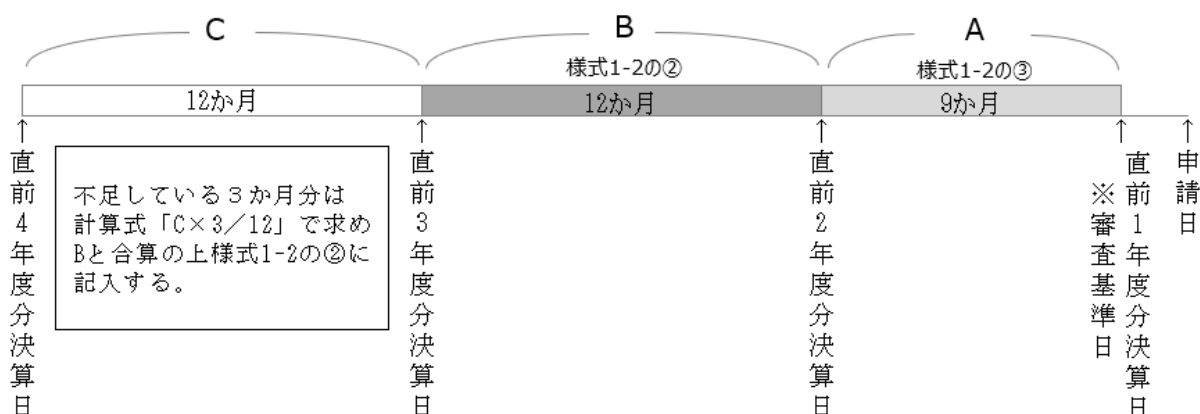 C
B
A
様式1-2の②
様式1-2の③
12か月
12か月
9か月
↑
↑
↑
↑
↑
直前4年度分決算日
不足している3か月分は
計算式「C×3/12」で求め
Bと合算の上様式1-2の②に
記入する。
直前3年度分決算日
直前2年度分決算日
※審査基準日
直前1年度分決算日
申請日